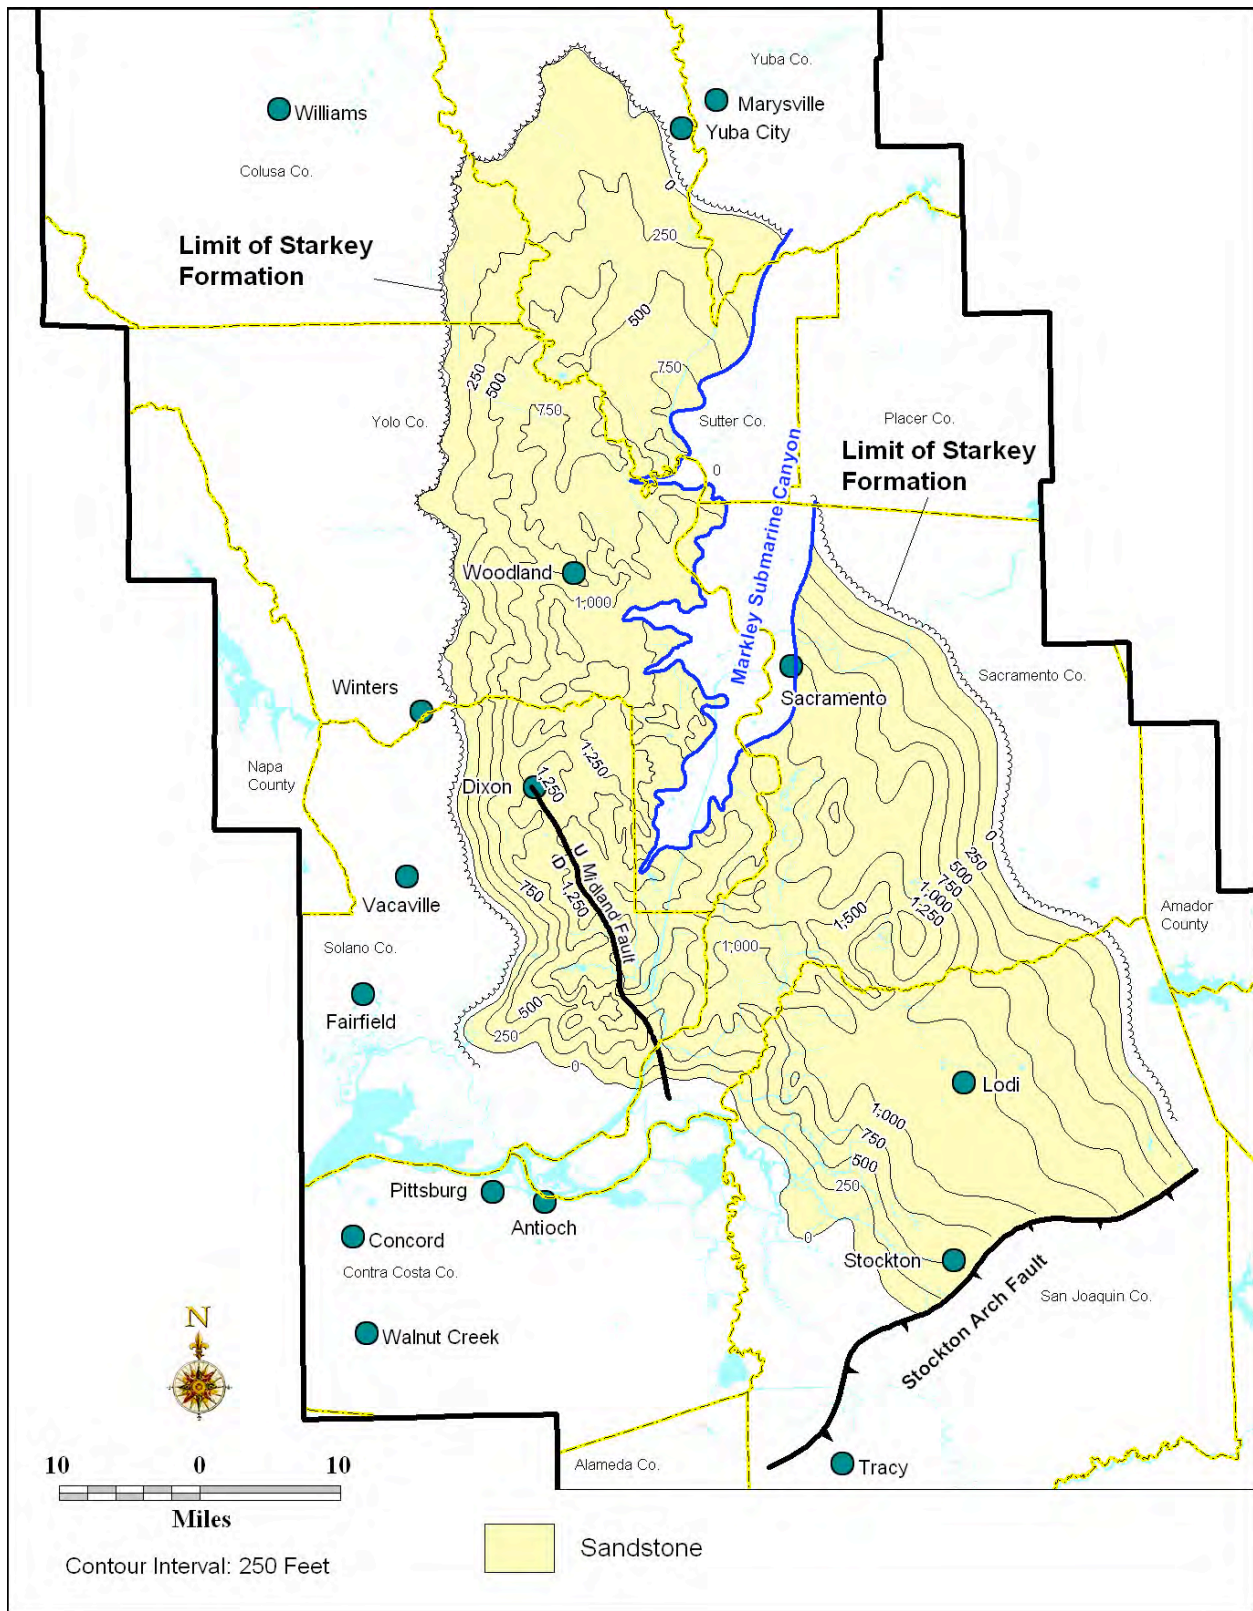 Yuba Co.
Marysville
Williams
Yuba City
Colusa Co.
0
250
Limit of Starkey
Formation
500
750
250
500
750
Yolo Co.
Sutter Co.
Placer Co.
Limit of Starkey
Formation
0
Markley Submarine Canyon
Woodland
1,000
Winters
Sacramento
Sacramento Co.
Napa
County
1,250
1,250
Dixon
U
D
Midland Fault
1,250
750
Vacaville
0
250
500
750
1,000
1,250
1,500
Amador
County
Solano Co.
1,000
Fairfield
500
250
0
Lodi
1,000
750
500
250
0
Pittsburg
Antioch
Concord
Contra Costa Co.
Stockton
Stockton Arch Fault
San Joaquin Co.
N
Walnut Creek
Alameda Co.
Tracy
10 0 10
Miles
Sandstone
Contour Interval: 250 Feet